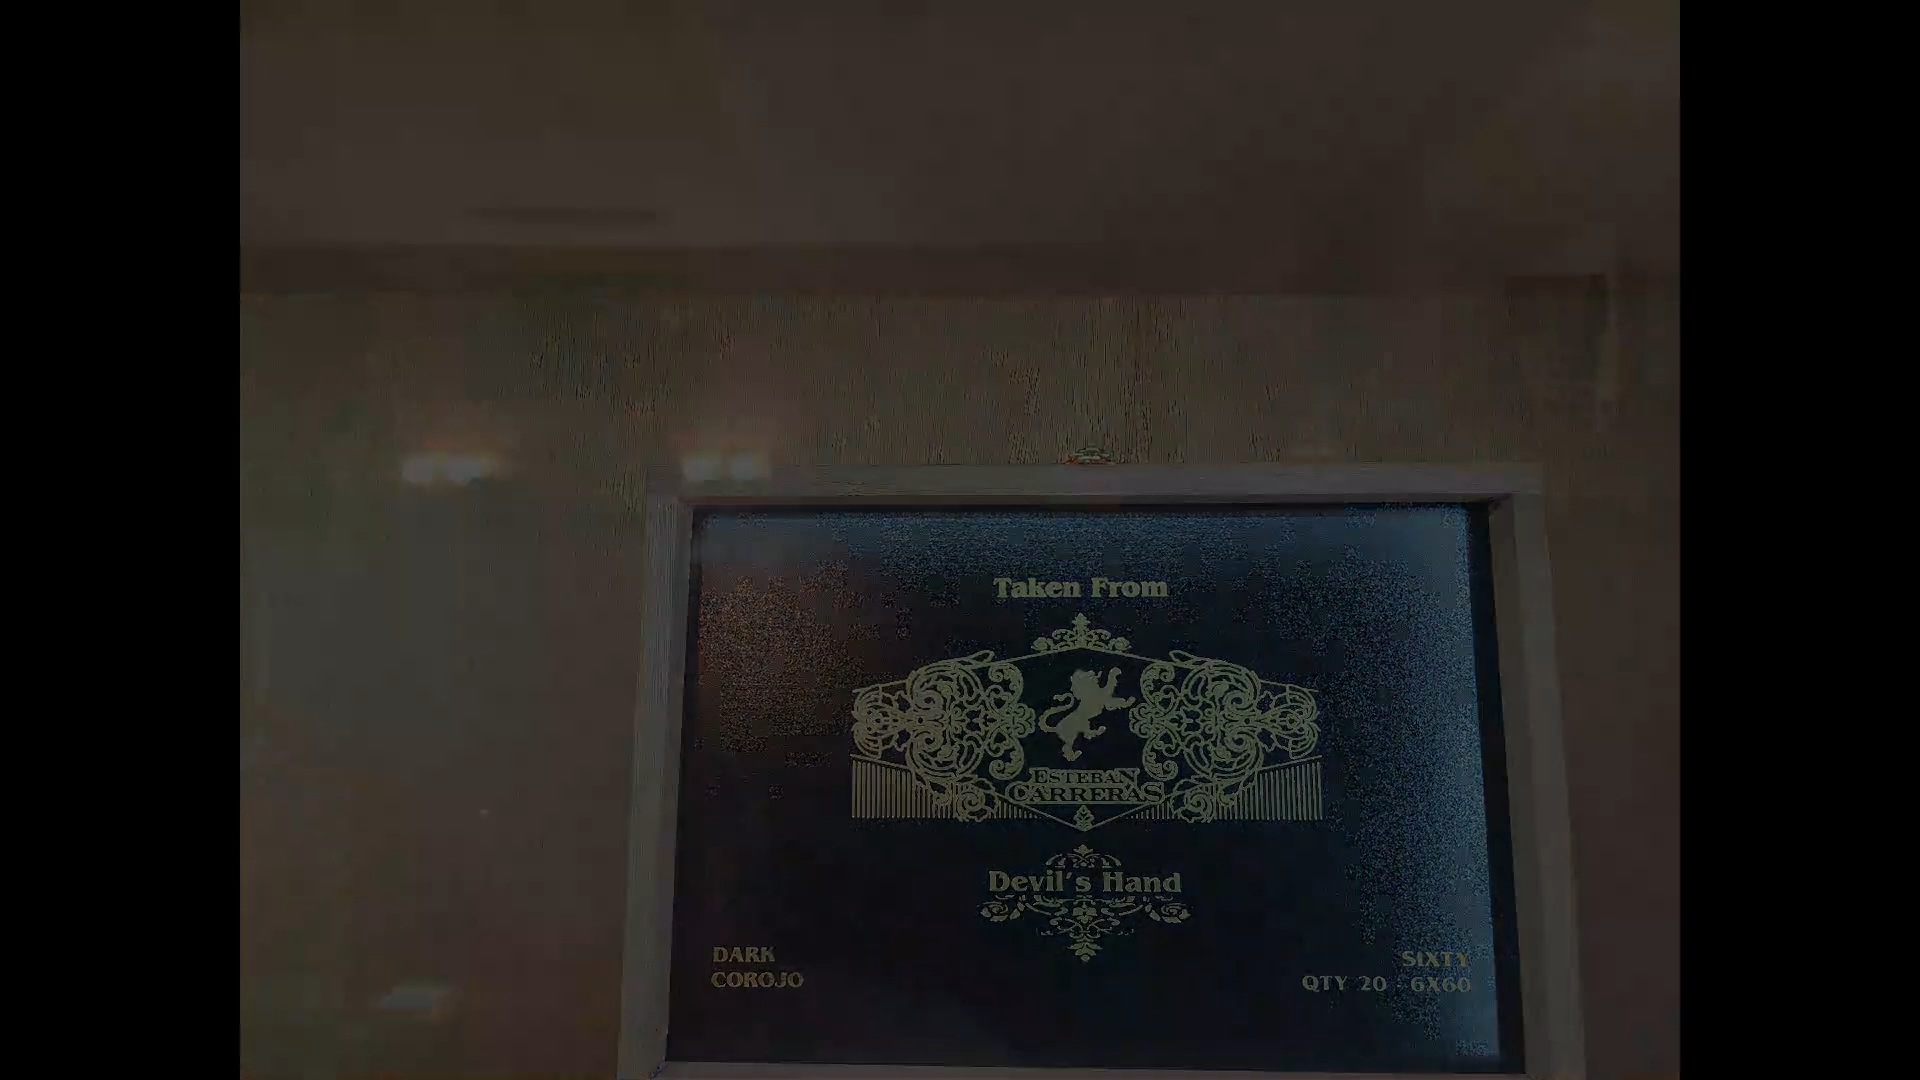 Taken From
ESTEBAN
CARRERAS
Devil's Hand
DARK
COROJO
SIXTY
QTY 20 - 6X60